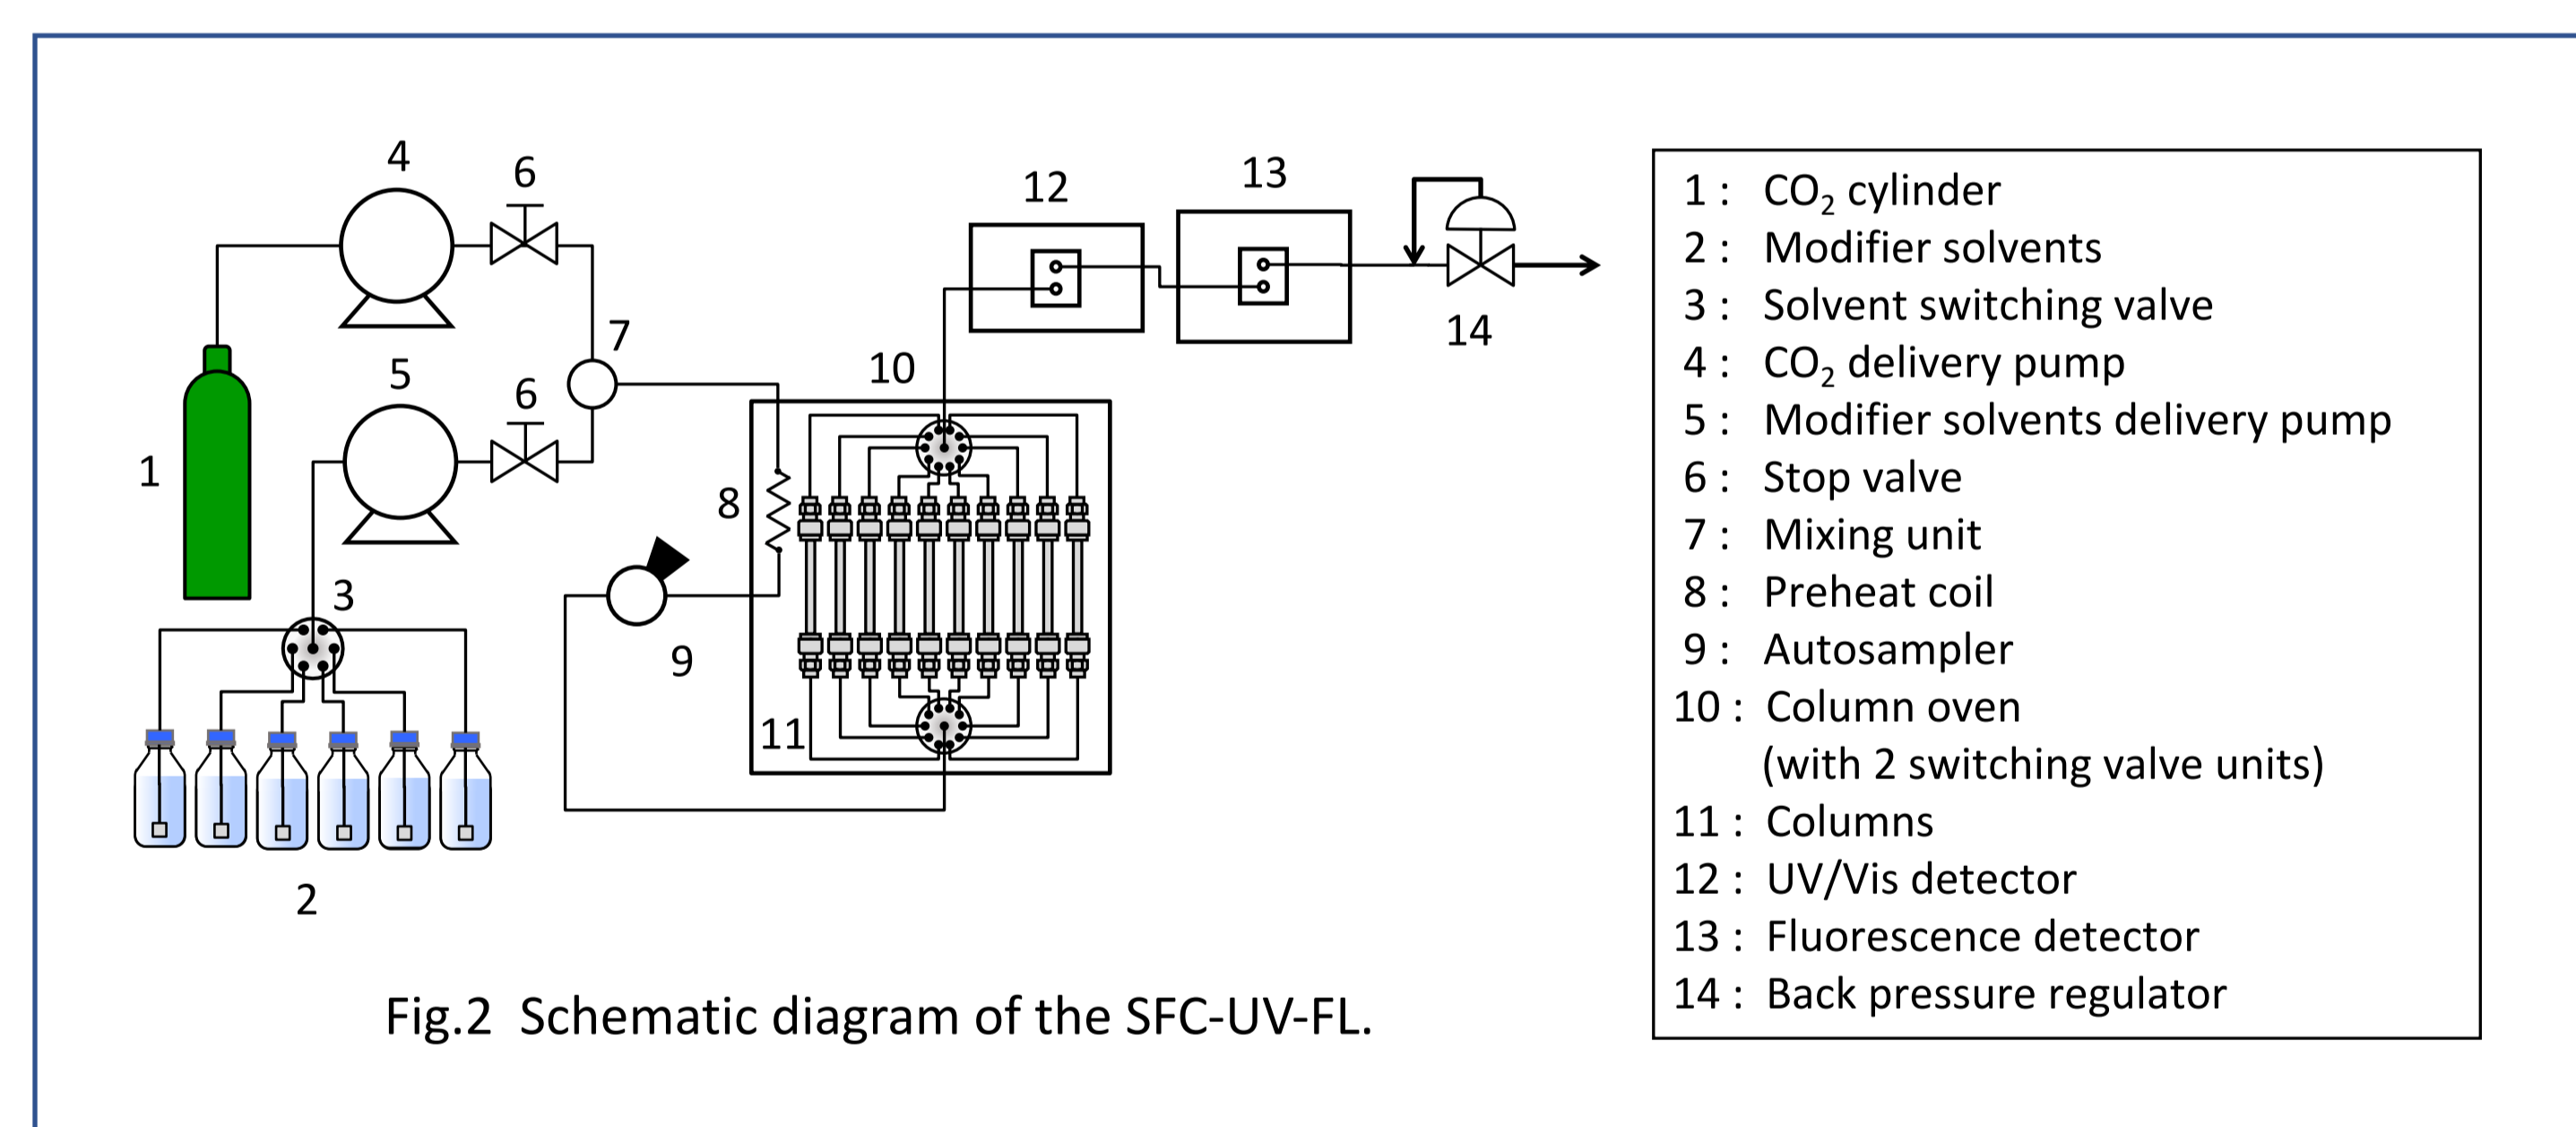 4
6
12
13
7
14
10
5
6
1
8
3
9
11
2
1 : CO₂ cylinder
2 : Modifier solvents
3 : Solvent switching valve
4 : CO₂ delivery pump
5 : Modifier solvents delivery pump
6 : Stop valve
7 : Mixing unit
8 : Preheat coil
9 : Autosampler
10 : Column oven
(with 2 switching valve units)
11 : Columns
12 : UV/Vis detector
13 : Fluorescence detector
14 : Back pressure regulator
Fig.2 Schematic diagram of the SFC-UV-FL.